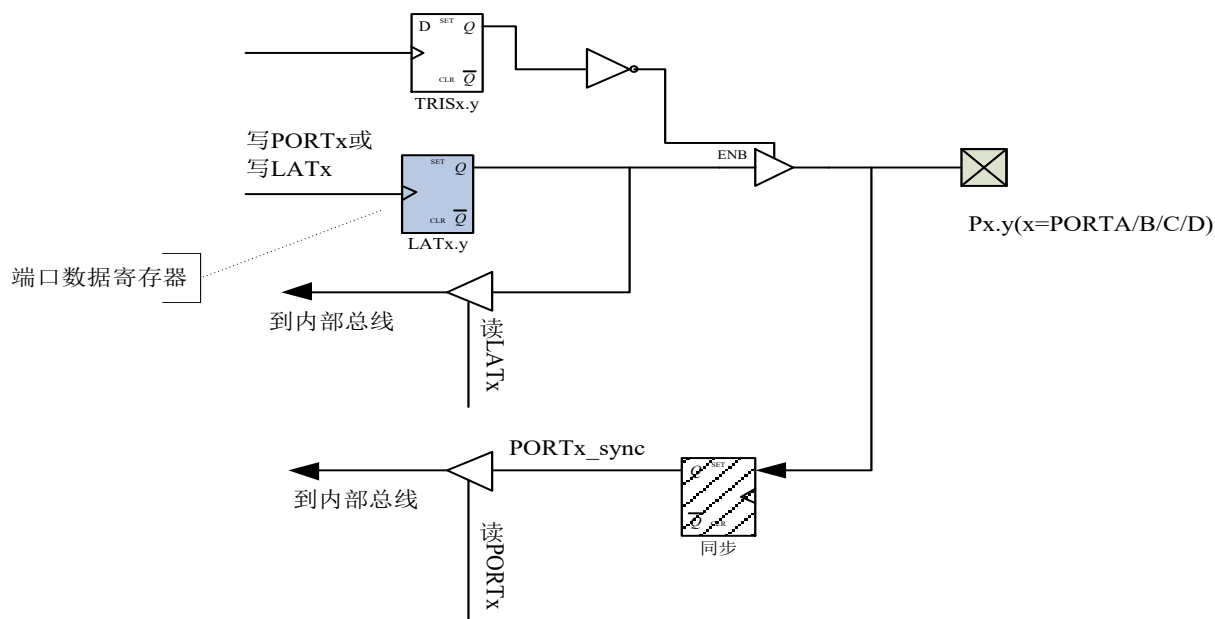 D SET Q
CLR Q
TRISx.y
写PORTx或
写LATx
SET Q
CLR Q
LATx.y
ENB
Px.y(x=PORTA/B/C/D)
端口数据寄存器
到内部总线
读LATx
PORTx_sync
Q SET
Q CLR
同步
到内部总线
读PORTx